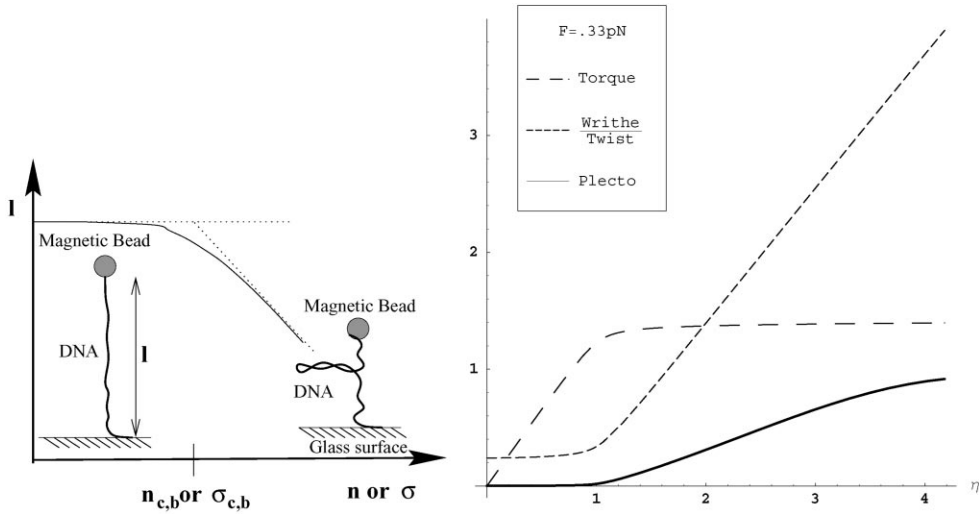 l
Magnetic Bead
DNA
l
Magnetic Bead
DNA
Glass surface
n_c,b or σ_c,b
n or σ
F=.33pN
Torque
Writhe
Twist
Plecto
3
2
1
1
2
3
4
η